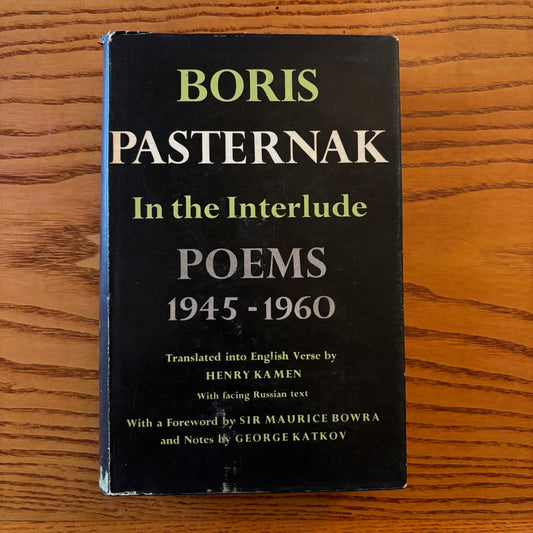 BORIS
PASTERNAK
In the Interlude
POEMS
1945 - 1960
Translated into English Verse by
HENRY KAMEN
With facing Russian text
With a Foreword by SIR MAURICE BOWRA
and Notes by GEORGE KATKOV